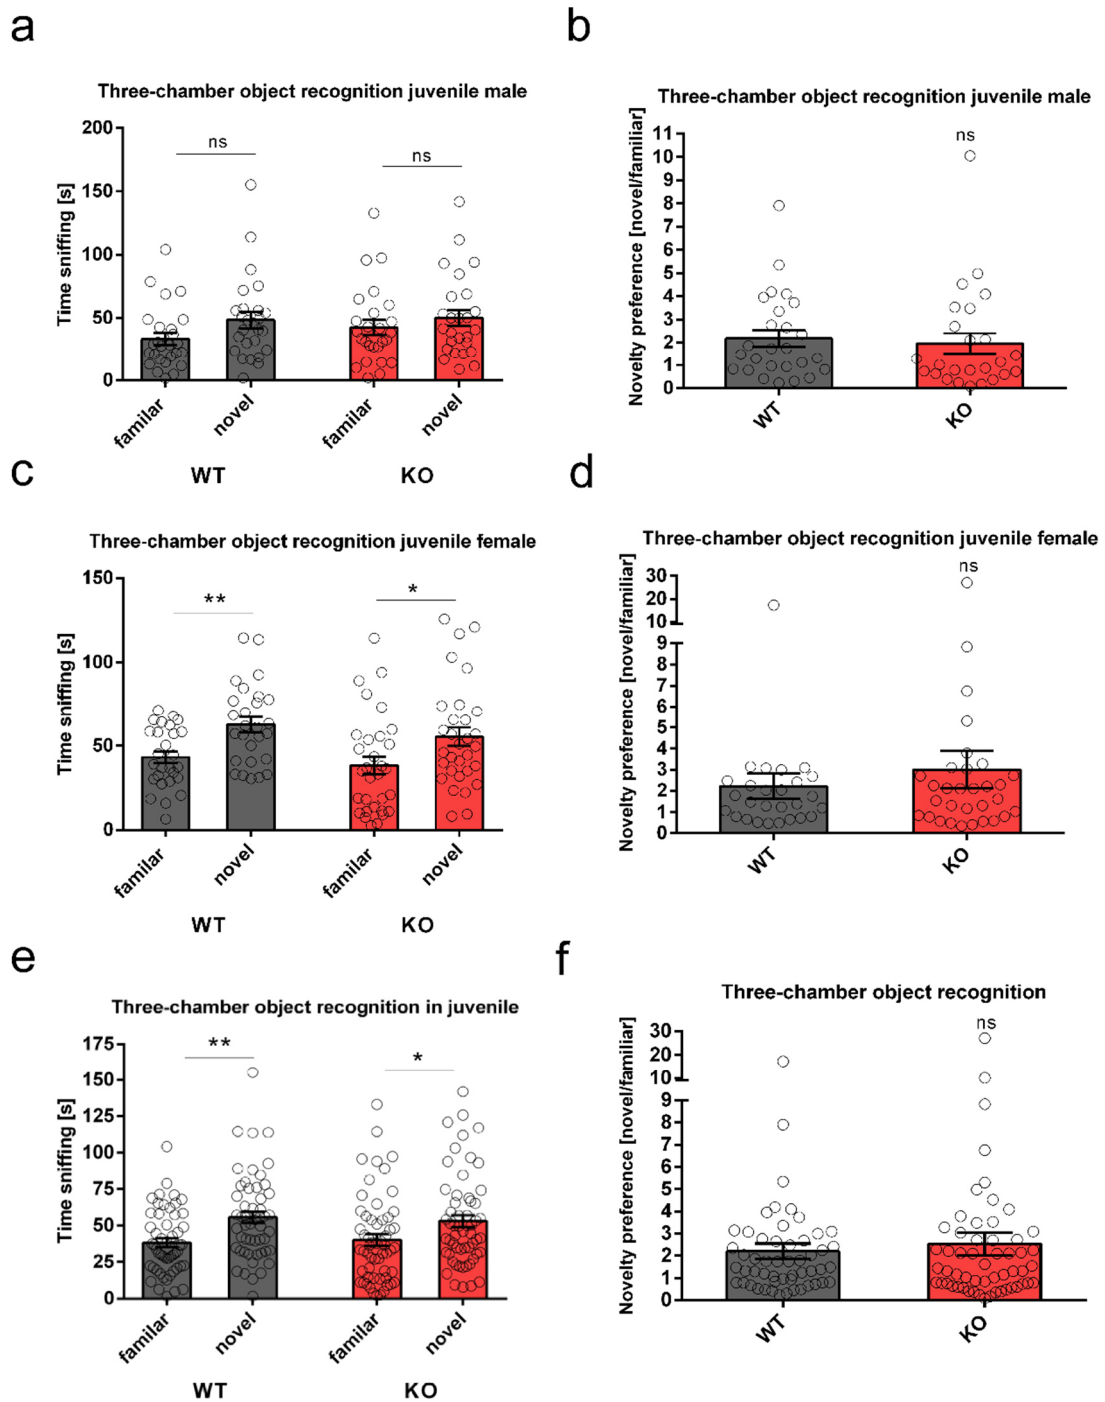 a
Three-chamber object recognition juvenile male
Time sniffing [s]
200
150
100
50
0
ns
ns
familar
novel
familar
novel
WT
KO
b
Three-chamber object recognition juvenile male
Novelty preference [novel/familiar]
11
10
9
8
7
6
5
4
3
2
1
0
ns
WT
KO
c
Three-chamber object recognition juvenile female
Time sniffing [s]
150
100
50
0
**
*
familar
novel
familar
novel
WT
KO
d
Three-chamber object recognition juvenile female
Novelty preference [novel/familiar]
30
20
10
9
8
7
6
5
4
3
2
1
0
ns
WT
KO
e
Three-chamber object recognition in juvenile
Time sniffing [s]
175
150
125
100
75
50
25
0
**
*
familar
novel
familar
novel
WT
KO
f
Three-chamber object recognition
Novelty preference [novel/familiar]
30
20
10
9
8
7
6
5
4
3
2
1
0
ns
WT
KO